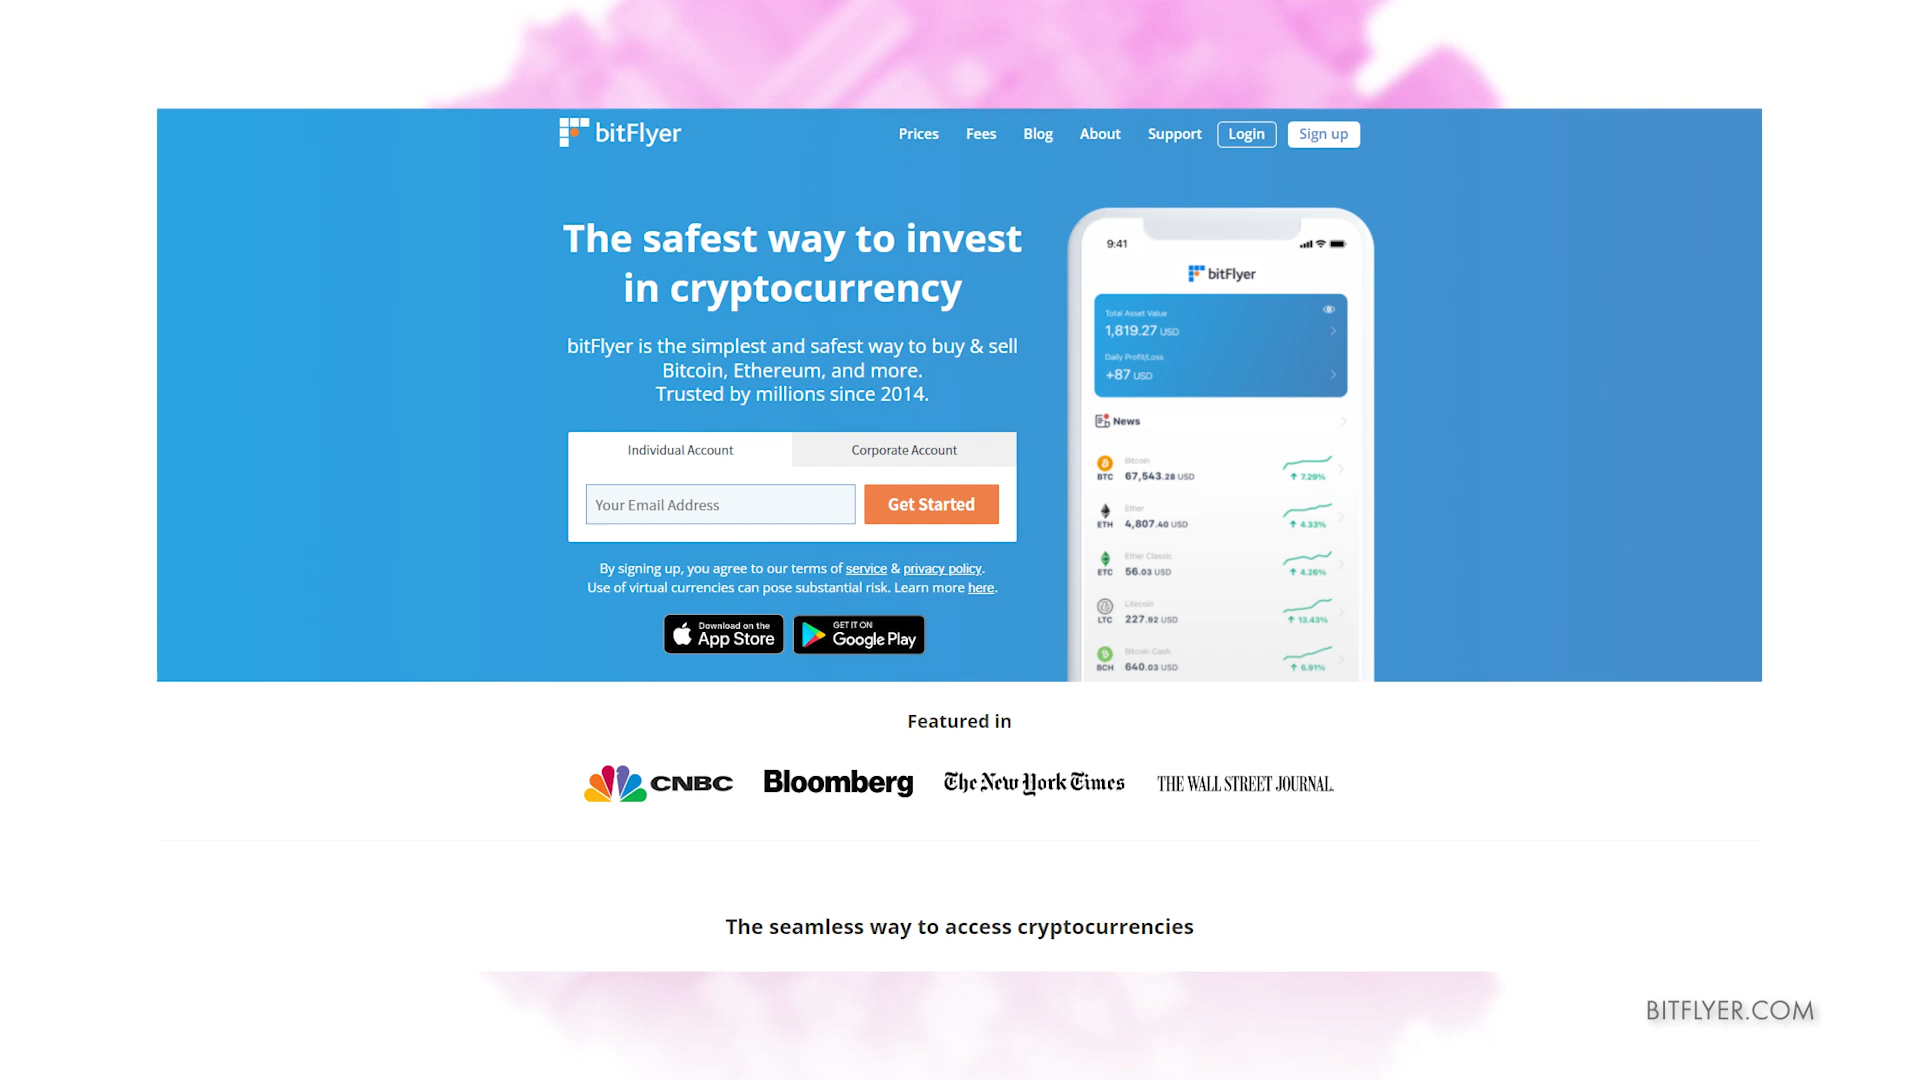 bitFlyer
Prices Fees Blog About Support Login Sign up
The safest way to invest
in cryptocurrency
bitFlyer is the simplest and safest way to buy & sell
Bitcoin, Ethereum, and more.
Trusted by millions since 2014.
Individual Account Corporate Account
Your Email Address Get Started
By signing up, you agree to our terms of service & privacy policy.
Use of virtual currencies can pose substantial risk. Learn more here.
Download on the
App Store
GET IT ON
Google Play
9:41
bitFlyer
Total Asset Value
1,819.27 USD
Daily Profit/Loss
+87 USD
News
Bitcoin
BTC 67,543.28 USD 7.29%
Ether
ETH 4,807.40 USD 4.33%
Ether Classic
ETC 56.03 USD 4.26%
Litecoin
LTC 227.92 USD 13.43%
Bitcoin Cash
BCH 640.03 USD 6.91%
Featured in
CNBC Bloomberg The New York Times THE WALL STREET JOURNAL.
The seamless way to access cryptocurrencies
BITFLYER.COM